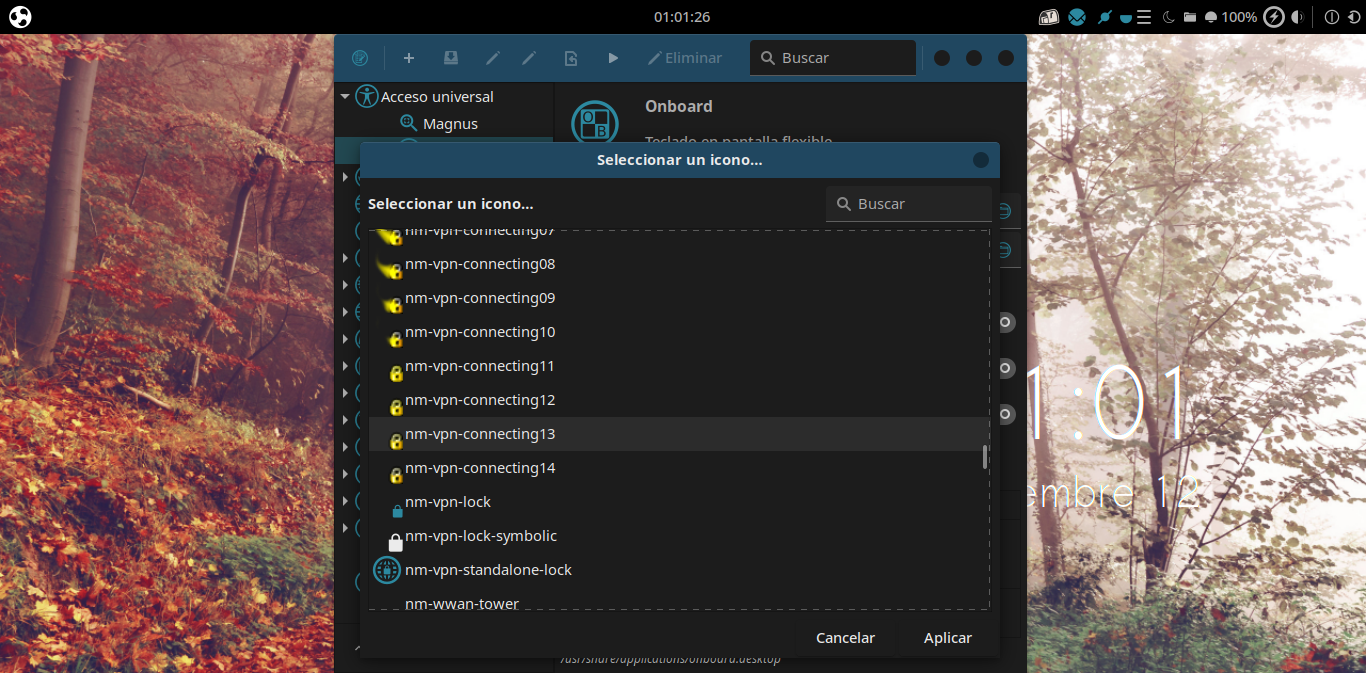 01:01:26
100%
Eliminar
Buscar
Acceso universal
Magnus
Onboard
Teclado en pantalla flexible
Seleccionar un icono...
Seleccionar un icono...
Buscar
nm-vpn-connecting07
nm-vpn-connecting08
nm-vpn-connecting09
nm-vpn-connecting10
nm-vpn-connecting11
nm-vpn-connecting12
nm-vpn-connecting13
nm-vpn-connecting14
nm-vpn-lock
nm-vpn-lock-symbolic
nm-vpn-standalone-lock
nm-wwan-tower
Cancelar
Aplicar
/usr/share/applications/onboard.desktop
1:01
embre 12